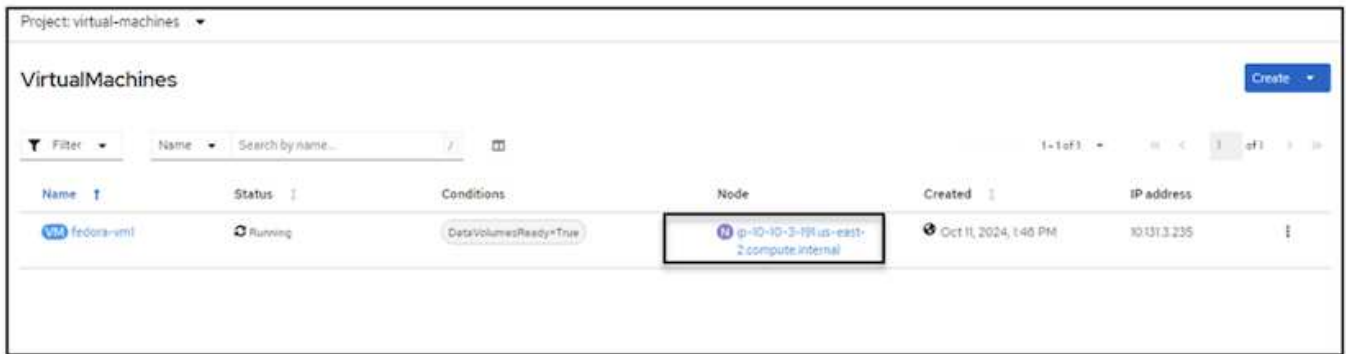 Project: virtual-machines
VirtualMachines
Create
Filter Name Search by name... / 1-1 of 1 1 of 1
Name Status Conditions Node Created IP address
VM fedora-vm1 Running DataVolumesReady=True N ip-10-10-3-191.us-east- Oct 11, 2024, 1:46 PM 10.131.3.235
2.compute.internal